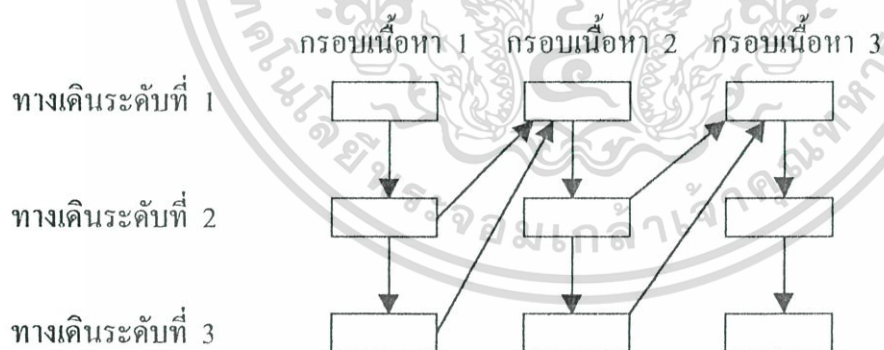 กรอบเนื้อหา 1 กรอบเนื้อหา 2 กรอบเนื้อหา 3
ทางเดินระดับที่ 1
ทางเดินระดับที่ 2
ทางเดินระดับที่ 3